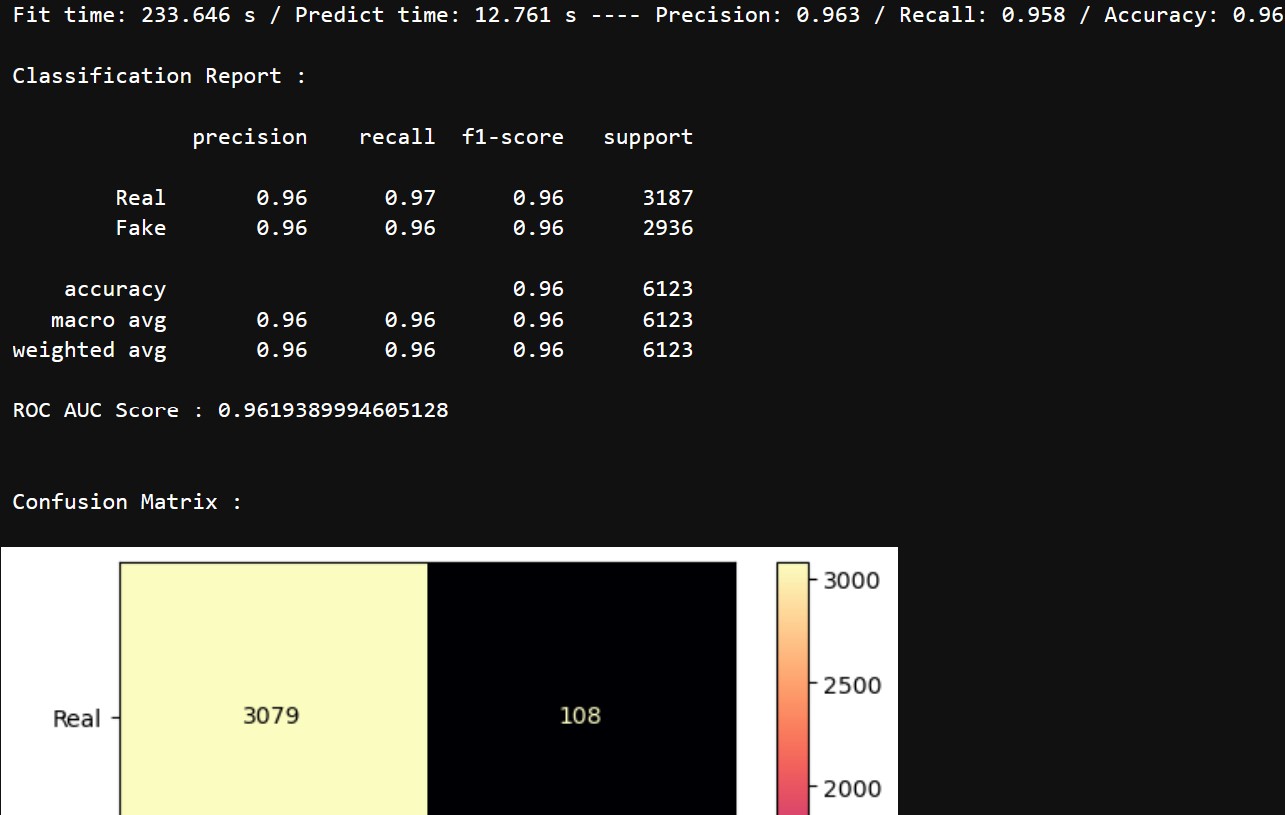 Fit time: 233.646 s / Predict time: 12.761 s ---- Precision: 0.963 / Recall: 0.958 / Accuracy: 0.96
Classification Report :
precision recall f1-score support
Real 0.96 0.97 0.96 3187
Fake 0.96 0.96 0.96 2936
accuracy 0.96 6123
macro avg 0.96 0.96 0.96 6123
weighted avg 0.96 0.96 0.96 6123
ROC AUC Score : 0.9619389994605128
Confusion Matrix :
3000
2500
Real 3079 108
2000